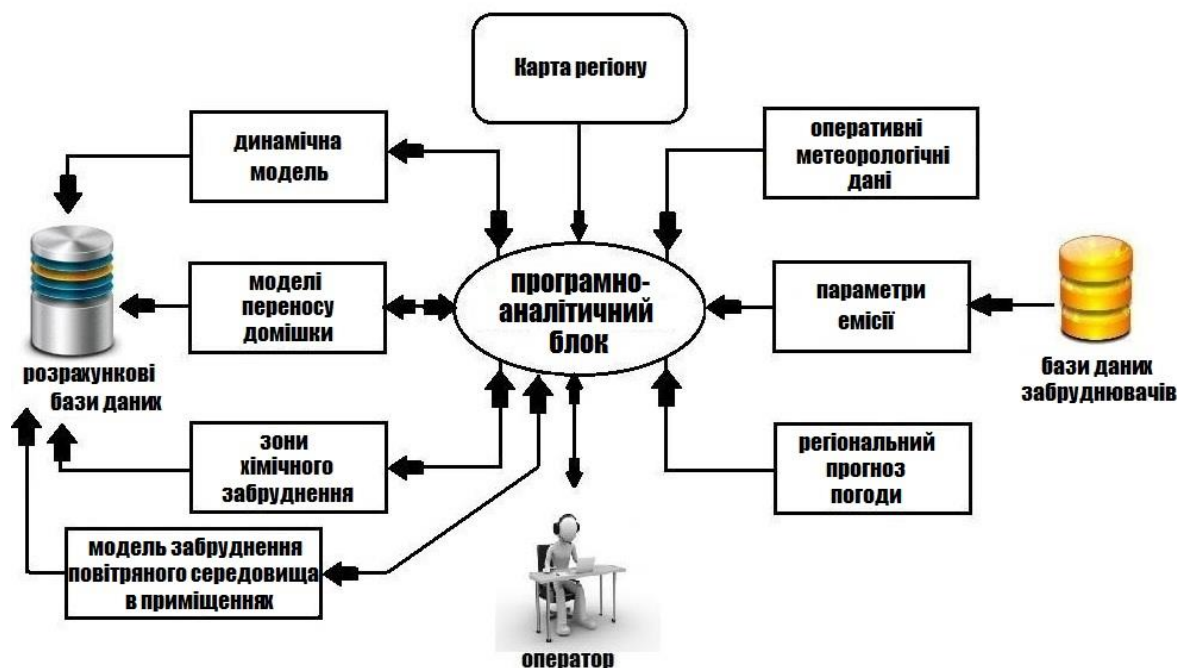 Карта регіону
динамічна
модель
оперативні
метеорологічні
дані
програмно-
аналітичний
блок
моделі
переносу
домішки
параметри
емісії
розрахункові
бази даних
бази даних
забруднювачів
зони
хімічного
забруднення
регіональний
прогноз
погоди
модель забруднення
повітряного середовища
в приміщеннях
оператор